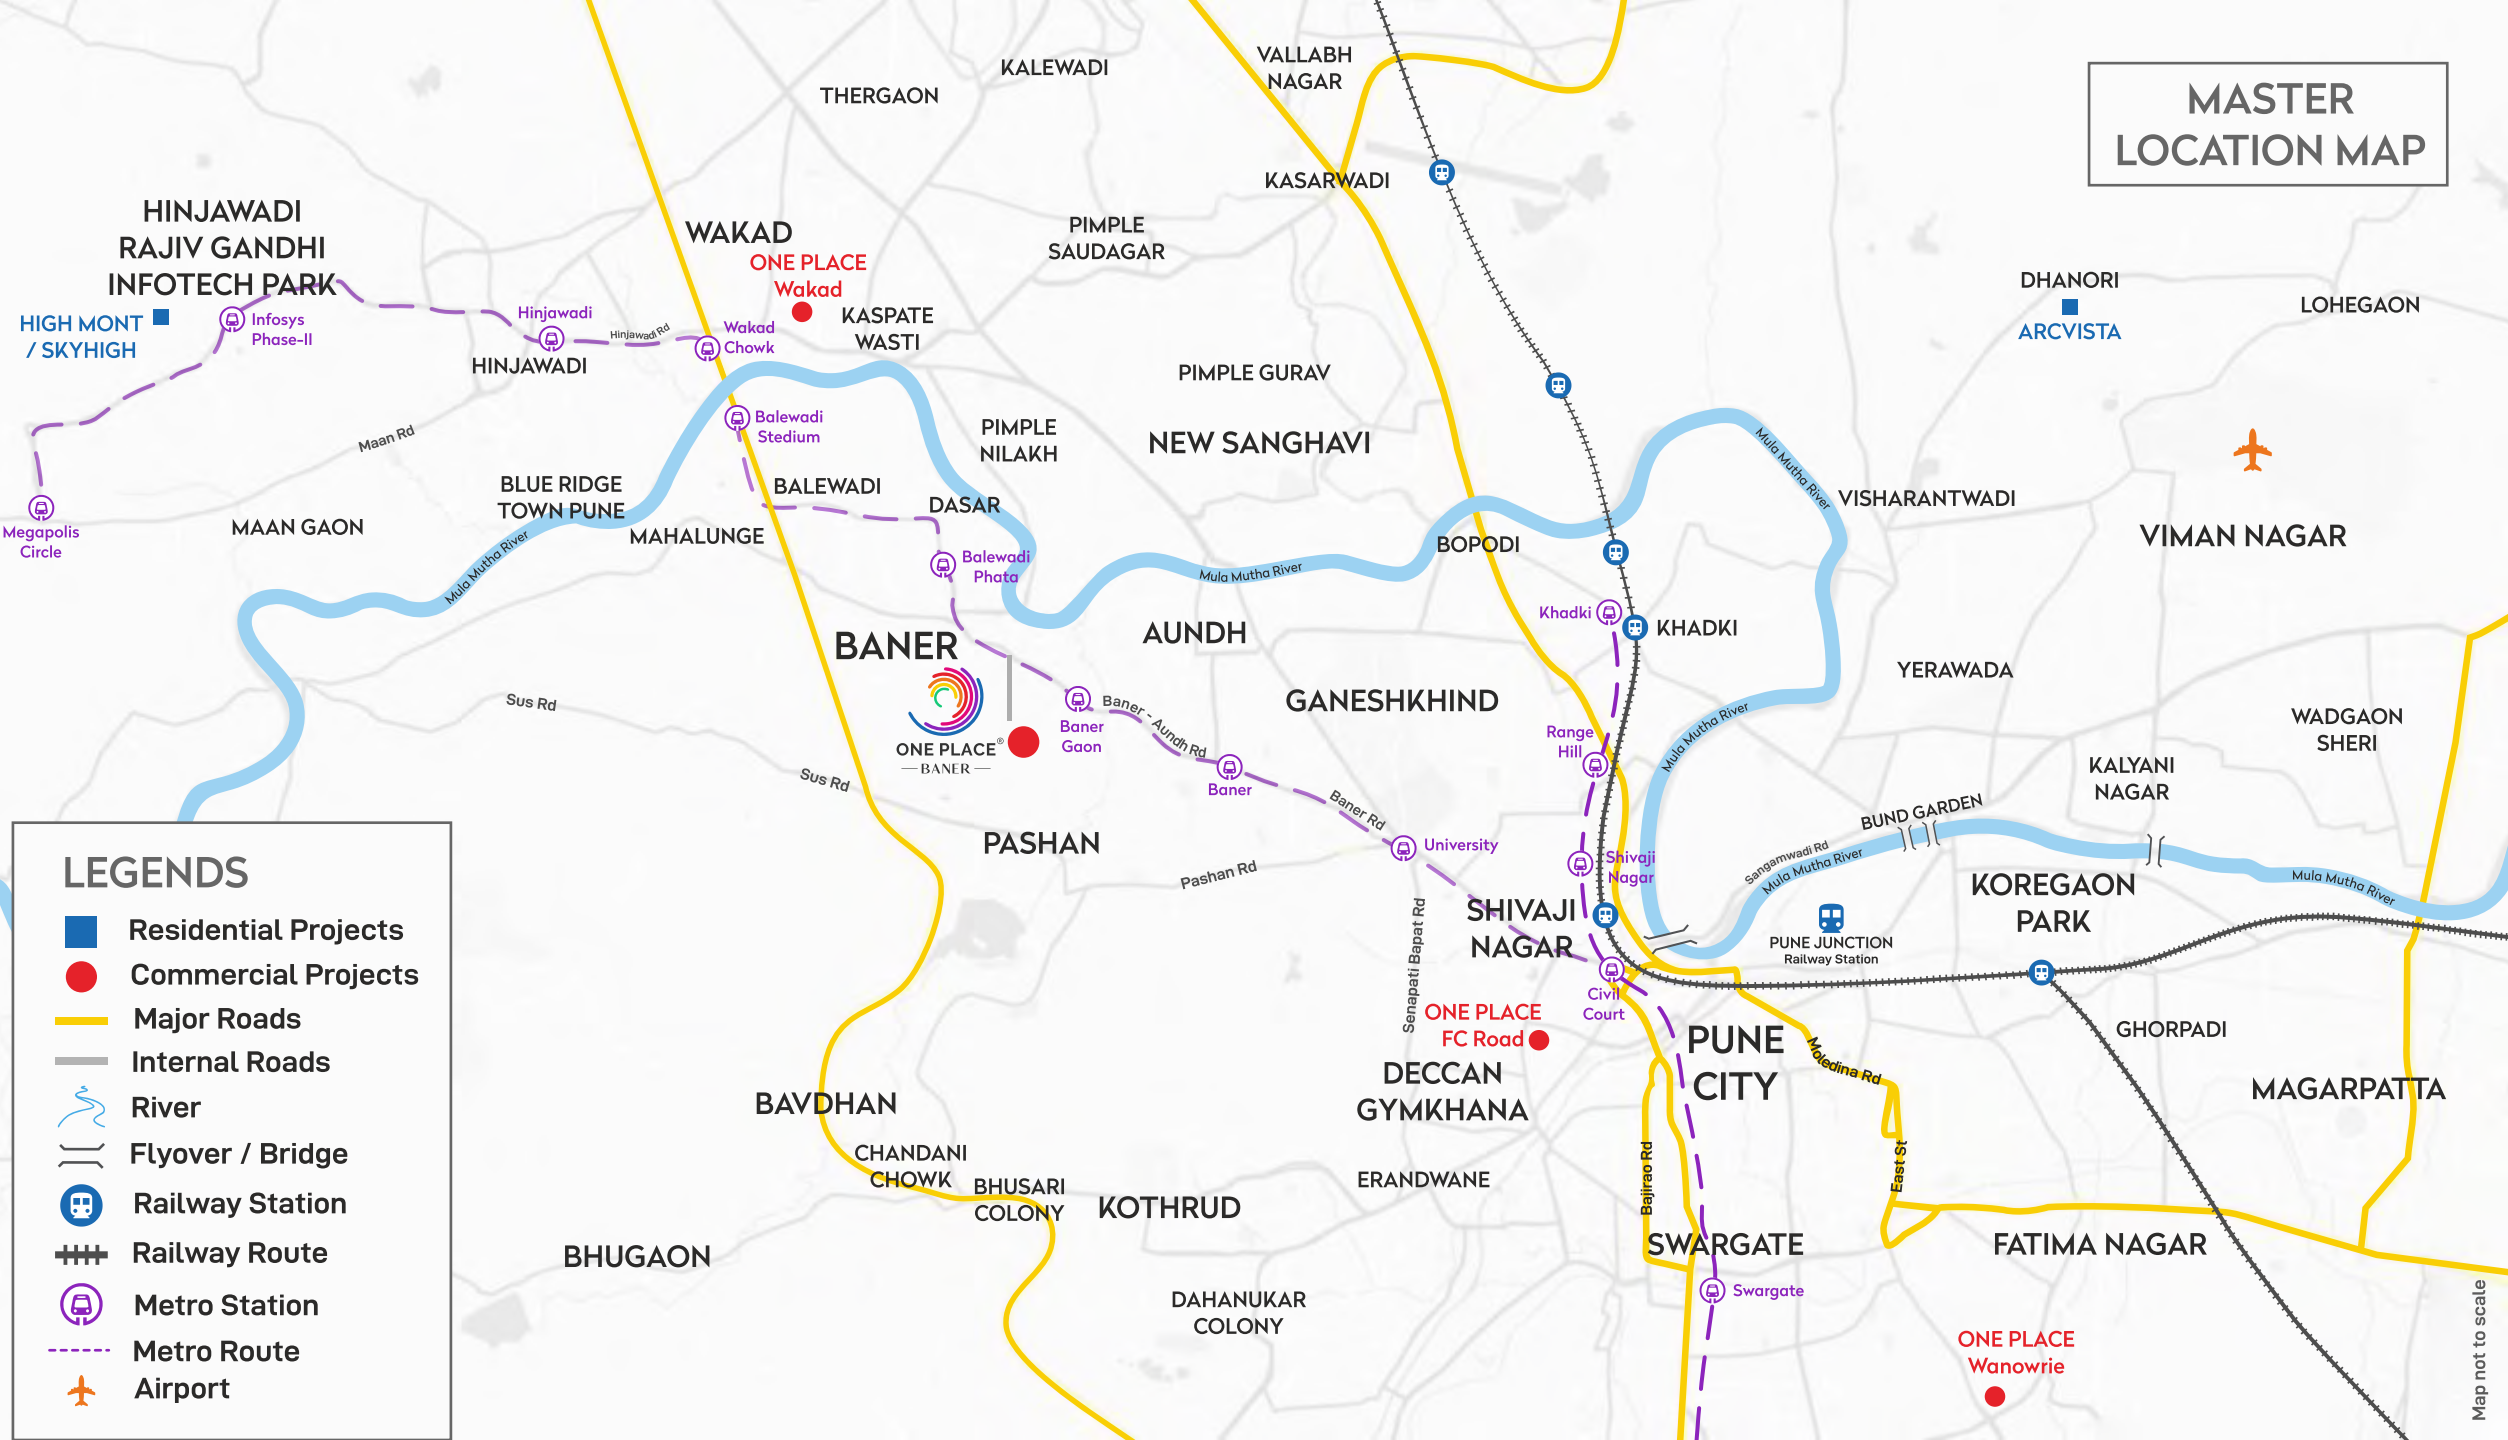 MASTER
LOCATION MAP
VALLABH
NAGAR
KALEWADI
THERGAON
KASARWADI
HINJAWADI
RAJIV GANDHI
INFOTECH PARK
WAKAD
ONE PLACE
Wakad
PIMPLE
SAUDAGAR
DHANORI
ARCVISTA
LOHEGAON
HIGH MONT
/ SKYHIGH
Infosys
Phase-II
Hinjawadi
Hinjawadi Rd
HINJAWADI
Wakad
Chowk
KASPATE
WASTI
PIMPLE GURAV
Balewadi
Stedium
PIMPLE
NILAKH
NEW SANGHAVI
Maan Rd
Mula Mutha River
VISHARANTWADI
BLUE RIDGE
TOWN PUNE
BALEWADI
DASAR
MAAN GAON
Megapolis
Circle
MAHALUNGE
Mula Mutha River
BOPODI
VIMAN NAGAR
Balewadi
Phata
Mula Mutha River
Khadki
KHADKI
BANER
AUNDH
YERAWADA
Sus Rd
GANESHKHIND
ONE PLACE®
BANER
Baner
Gaon
Baner - Aundh Rd
Range
Hill
Mula Mutha River
WADGAON
SHERI
Sus Rd
Baner
Baner Rd
KALYANI
NAGAR
BUND GARDEN
PASHAN
Pashan Rd
University
Shivaji
Nagar
Sangamwadi Rd
Mula Mutha River
KOREGAON
PARK
Mula Mutha River
SHIVAJI
NAGAR
Senapati Bapat Rd
PUNE JUNCTION
Railway Station
ONE PLACE
FC Road
Civil
Court
PUNE
CITY
GHORPADI
Moledina Rd
DECCAN
GYMKHANA
MAGARPATTA
BAVDHAN
CHANDANI
CHOWK
BHUSARI
COLONY
KOTHRUD
ERANDWANE
Bajirao Rd
East St
BHUGAON
SWARGATE
FATIMA NAGAR
DAHANUKAR
COLONY
Swargate
ONE PLACE
Wanowrie
Map not to scale
LEGENDS
Residential Projects
Commercial Projects
Major Roads
Internal Roads
River
Flyover / Bridge
Railway Station
Railway Route
Metro Station
Metro Route
Airport